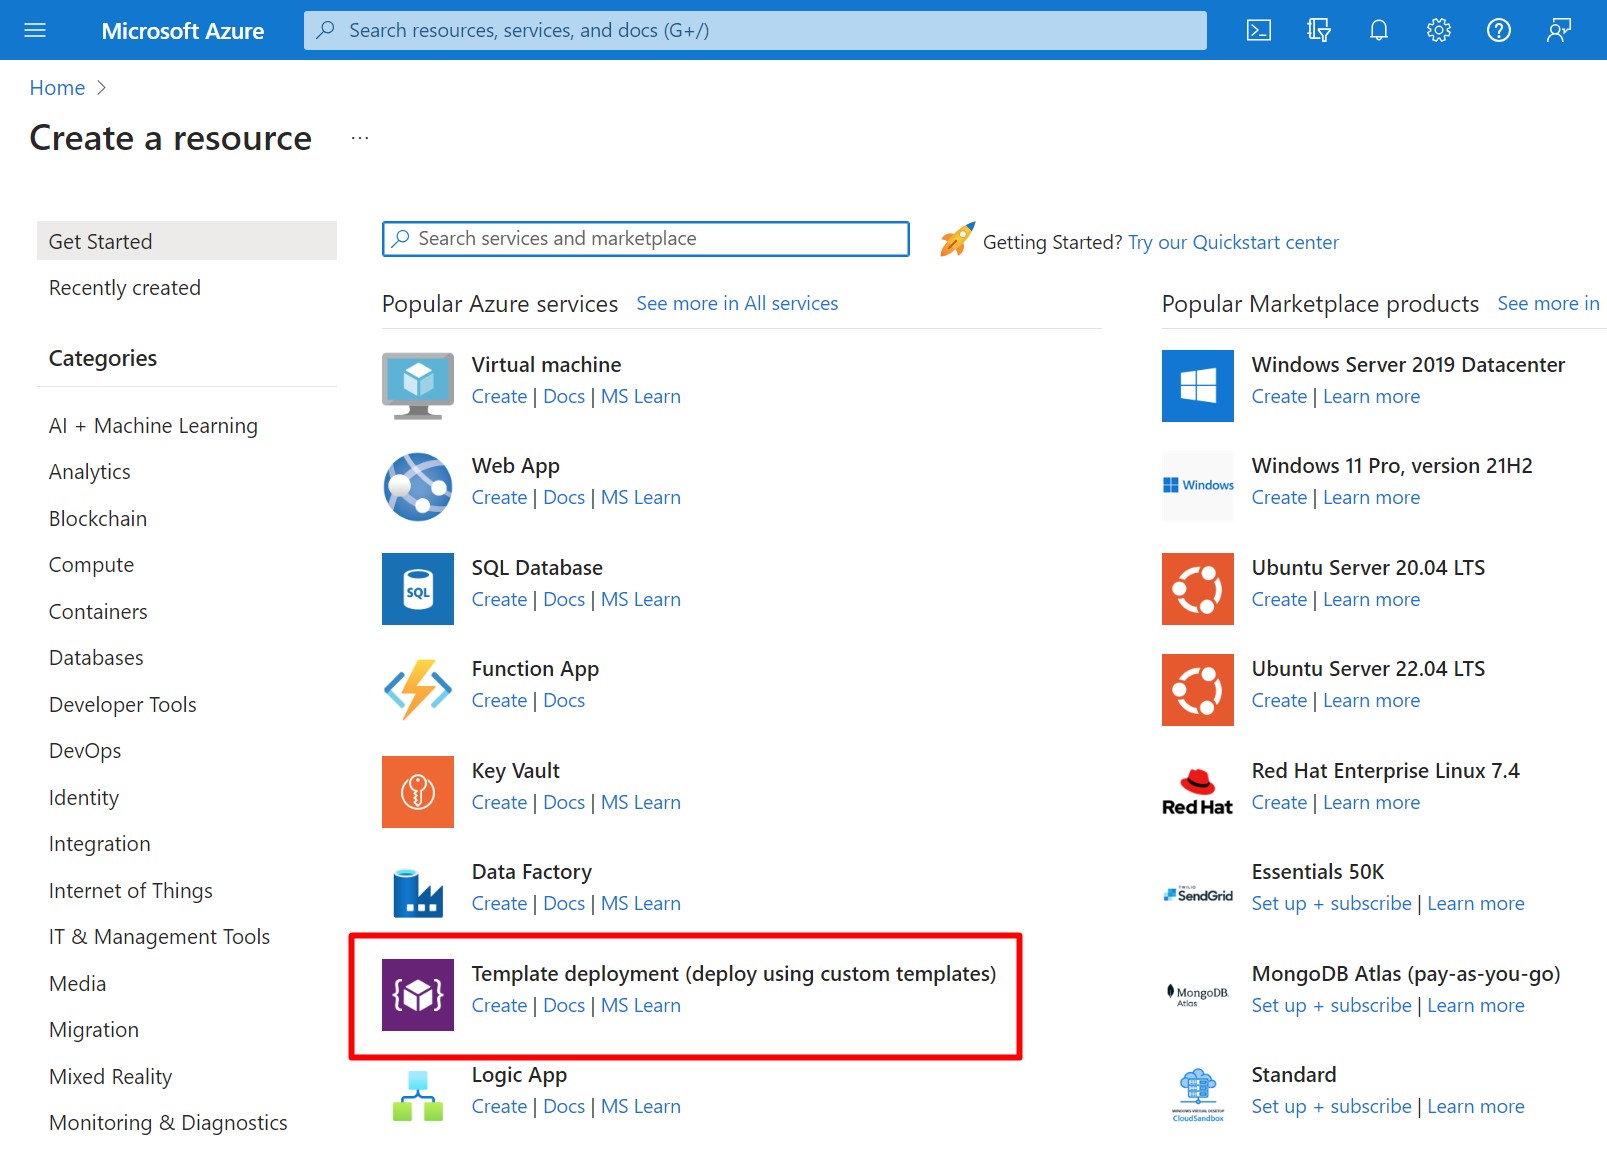 Microsoft Azure
Search resources, services, and docs (G+/)
Home >
Create a resource ...
Get Started
Recently created
Categories
AI + Machine Learning
Analytics
Blockchain
Compute
Containers
Databases
Developer Tools
DevOps
Identity
Integration
Internet of Things
IT & Management Tools
Media
Migration
Mixed Reality
Monitoring & Diagnostics
Search services and marketplace
Getting Started? Try our Quickstart center
Popular Azure services See more in All services
Virtual machine
Create | Docs | MS Learn
Web App
Create | Docs | MS Learn
SQL
SQL Database
Create | Docs | MS Learn
Function App
Create | Docs
Key Vault
Create | Docs | MS Learn
Data Factory
Create | Docs | MS Learn
Template deployment (deploy using custom templates)
Create | Docs | MS Learn
Logic App
Create | Docs | MS Learn
Popular Marketplace products See more in
Windows Server 2019 Datacenter
Create | Learn more
Windows
Windows 11 Pro, version 21H2
Create | Learn more
Ubuntu Server 20.04 LTS
Create | Learn more
Ubuntu Server 22.04 LTS
Create | Learn more
Red Hat
Red Hat Enterprise Linux 7.4
Create | Learn more
TWILIO
SendGrid
Essentials 50K
Set up + subscribe | Learn more
MongoDB.
Atlas
MongoDB Atlas (pay-as-you-go)
Set up + subscribe | Learn more
WINDOWS VIRTUAL DESKTOP
CloudSandbox
Standard
Set up + subscribe | Learn more